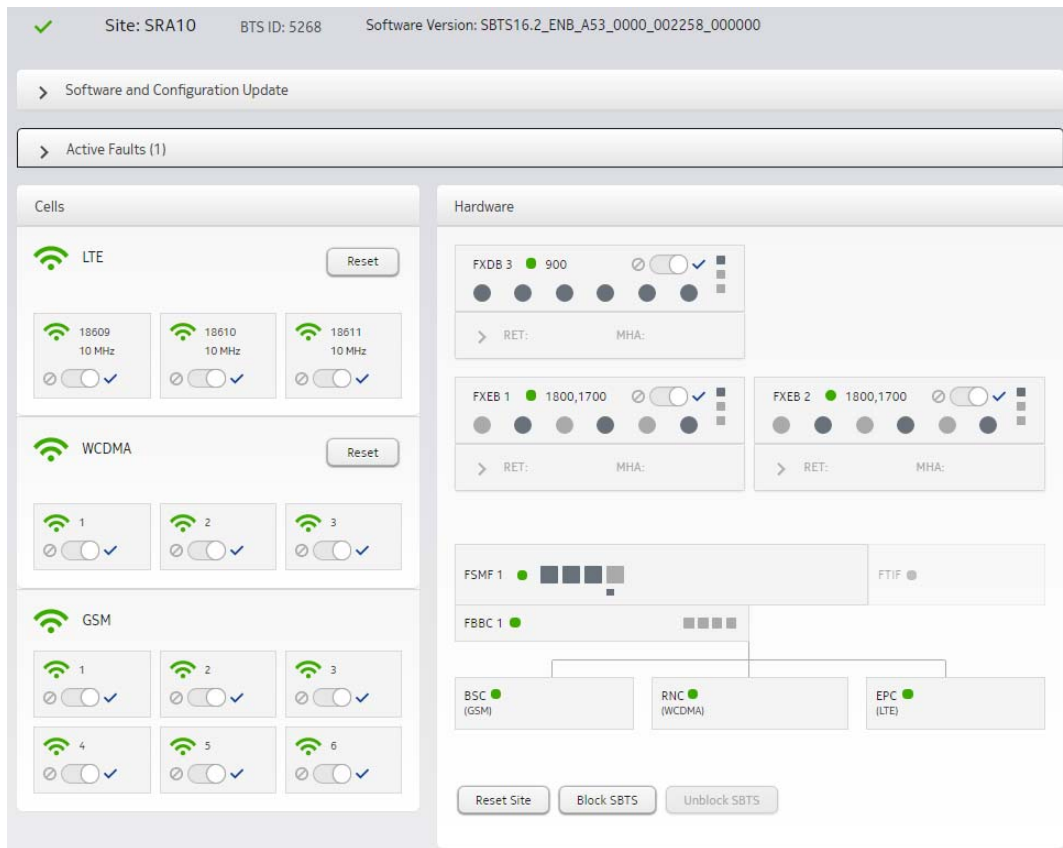 Site: SRA10 BTS ID: 5268 Software Version: SBTS16.2_ENB_A53_0000_002258_000000
Software and Configuration Update
Active Faults (1)
Cells
LTE Reset
18609
10 MHz
18610
10 MHz
18611
10 MHz
WCDMA Reset
1
2
3
GSM
1
2
3
4
5
6
Hardware
FXDB 3 900
RET: MHA:
FXEB 1 1800,1700
RET: MHA:
FXEB 2 1800,1700
RET: MHA:
FSMF 1
FTIF
FBBC 1
BSC
(GSM)
RNC
(WCDMA)
EPC
(LTE)
Reset Site Block SBTS Unblock SBTS